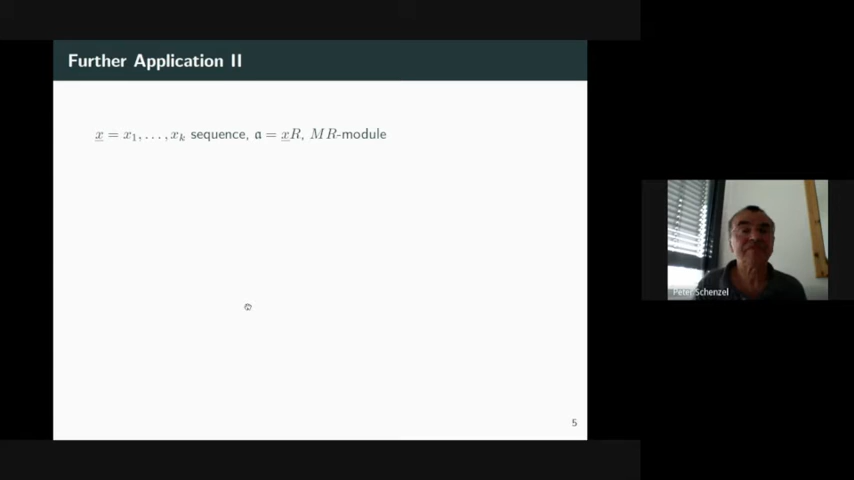 Further Application II
x = x₁, . . . , xₖ sequence, 𝔞 = xR, M R-module
Peter Schenzel
5